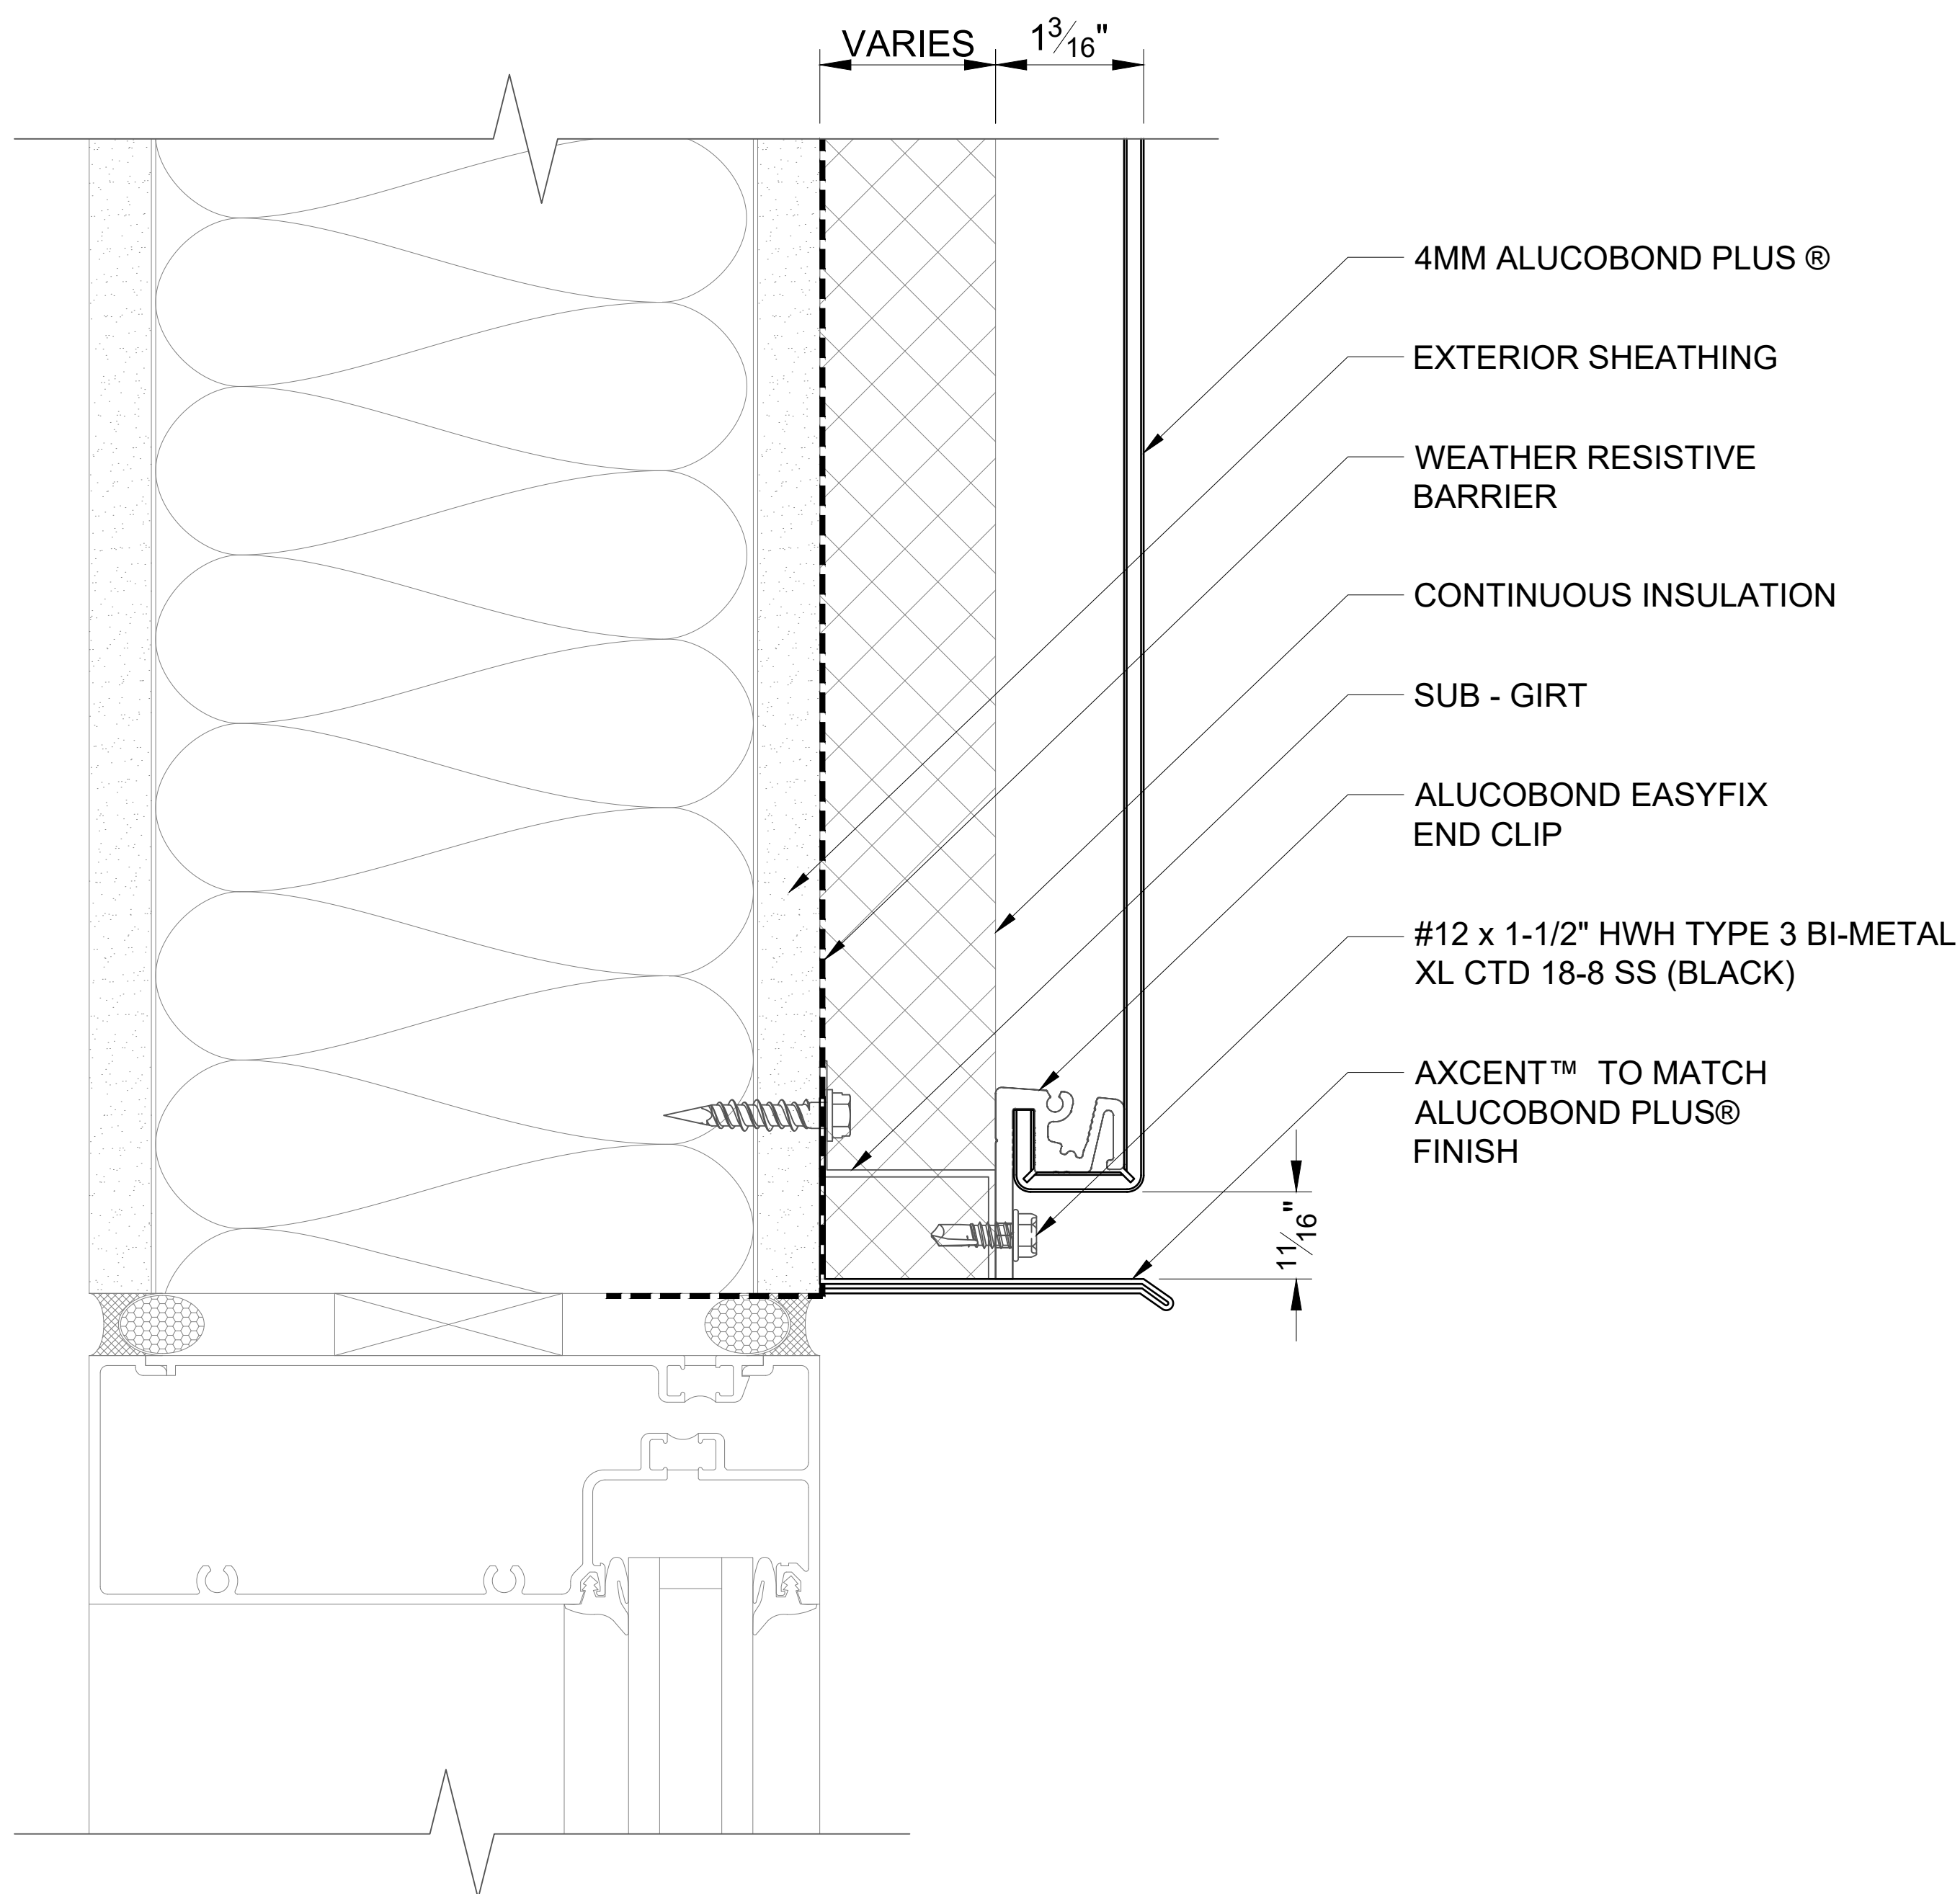 VARIES
1 3/16"
4MM ALUCOBOND PLUS ®
EXTERIOR SHEATHING
WEATHER RESISTIVE
BARRIER
CONTINUOUS INSULATION
SUB - GIRT
ALUCOBOND EASYFIX
END CLIP
#12 x 1-1/2" HWH TYPE 3 BI-METAL
XL CTD 18-8 SS (BLACK)
AXCENT™ TO MATCH
ALUCOBOND PLUS®
FINISH
11/16"